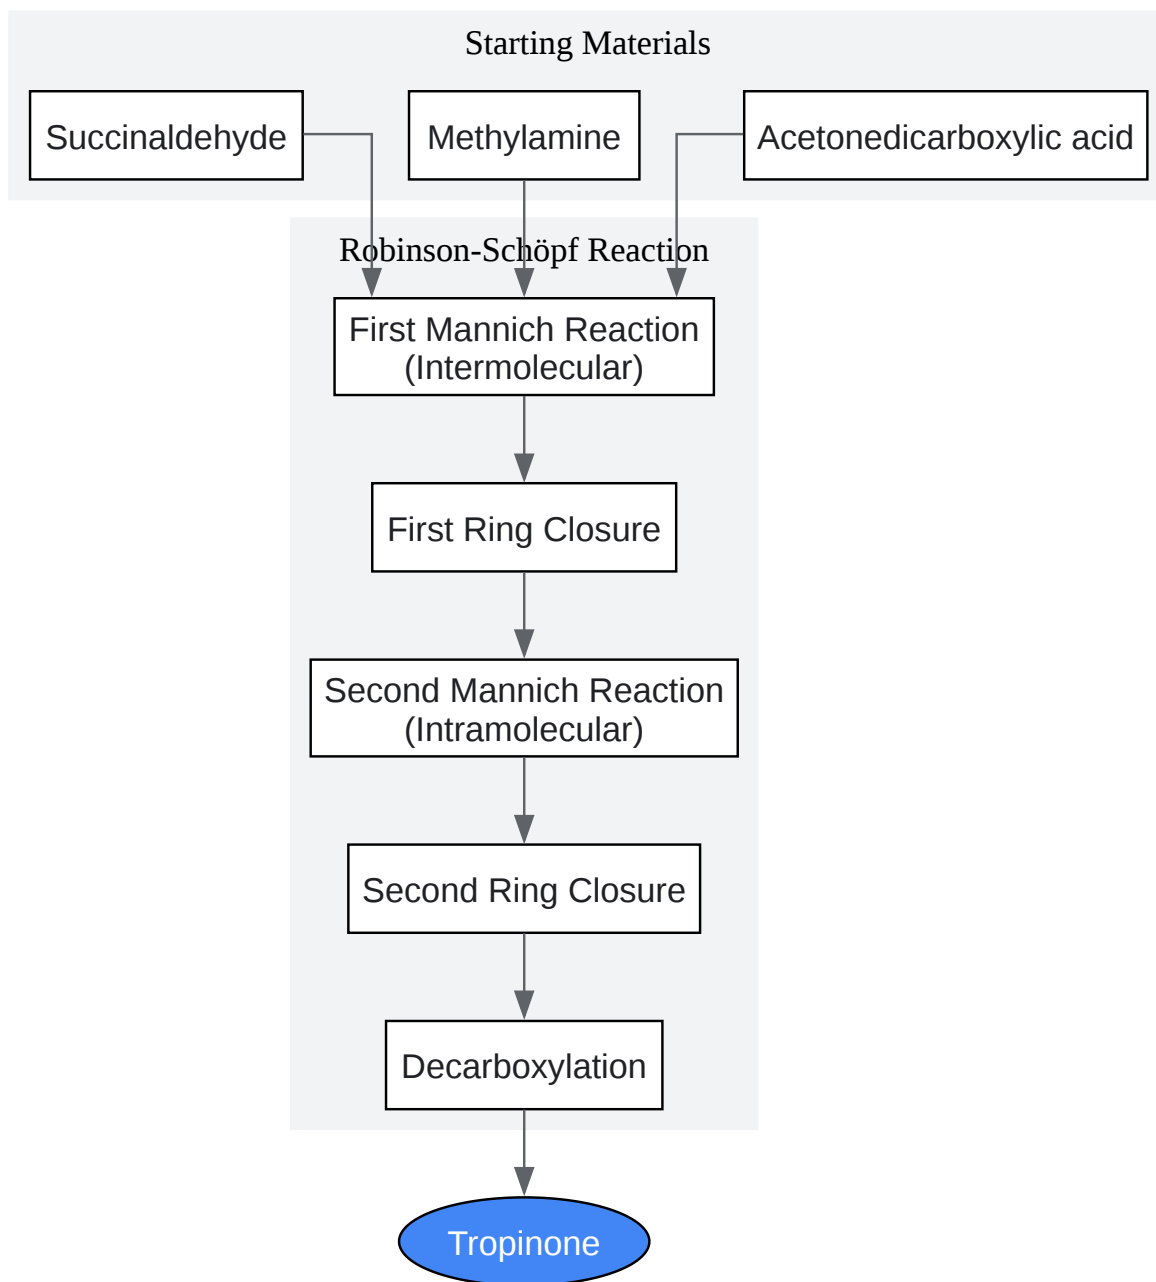 Starting Materials
Succinaldehyde
Methylamine
Acetonedicarboxylic acid
Robinson-Schöpf Reaction
First Mannich Reaction
(Intermolecular)
First Ring Closure
Second Mannich Reaction
(Intramolecular)
Second Ring Closure
Decarboxylation
Tropinone